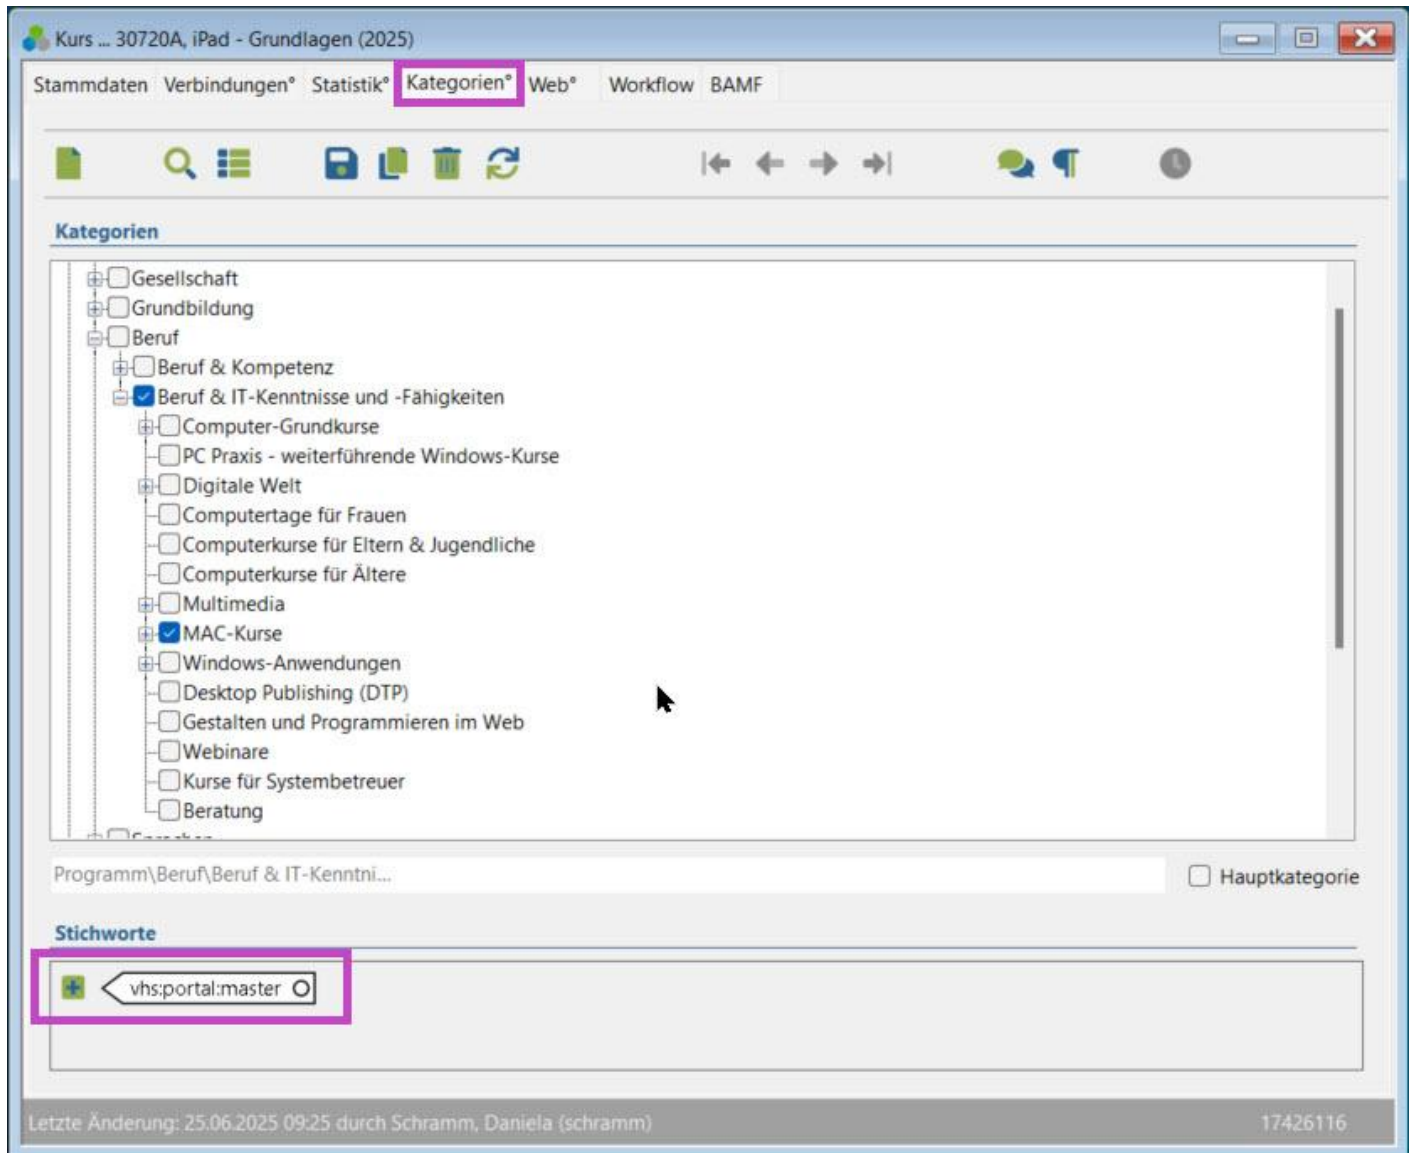 Kurs ... 30720A, iPad - Grundlagen (2025)
Stammdaten Verbindungen° Statistik° Kategorien° Web° Workflow BAMF
Kategorien
Gesellschaft
Grundbildung
Beruf
Beruf & Kompetenz
Beruf & IT-Kenntnisse und -Fähigkeiten
Computer-Grundkurse
PC Praxis - weiterführende Windows-Kurse
Digitale Welt
Computertage für Frauen
Computerkurse für Eltern & Jugendliche
Computerkurse für Ältere
Multimedia
MAC-Kurse
Windows-Anwendungen
Desktop Publishing (DTP)
Gestalten und Programmieren im Web
Webinare
Kurse für Systembetreuer
Beratung
Programm\Beruf\Beruf & IT-Kenntni...
Hauptkategorie
Stichworte
vhs:portal:master
Letzte Änderung: 25.06.2025 09:25 durch Schramm, Daniela (schramm) 17426116